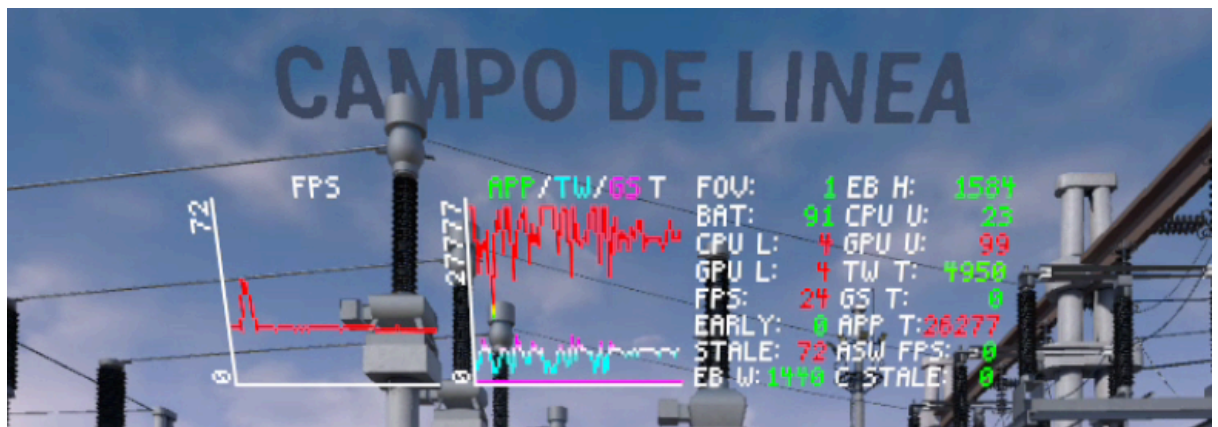 CAMPO DE LINEA
FPS
72
0
APP/TW/GS T
27777
0
FOV: 1 EB H: 1584
BAT: 91 CPU U: 23
CPU L: 4 GPU U: 99
GPU L: 4 TW T: 4950
FPS: 24 GS T: 0
EARLY: 0 APP T:26277
STALE: 72 ASW FPS: 0
EB W:1440 C STALE: 0